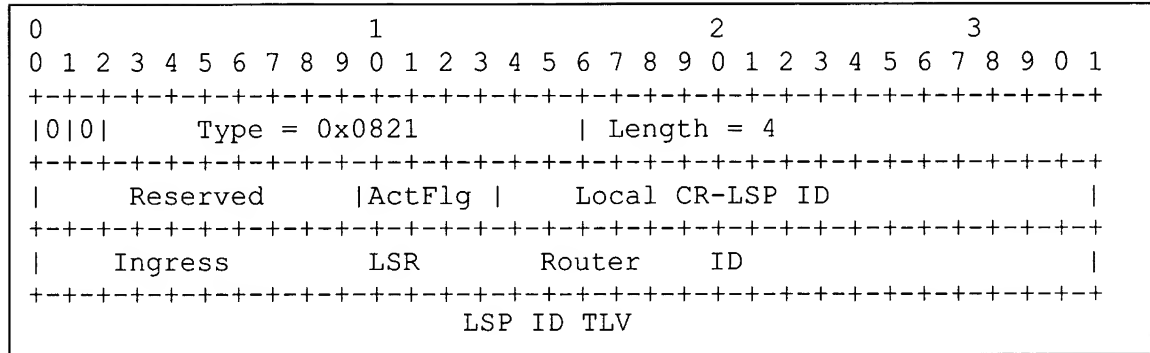 0                   1                   2                   3
0 1 2 3 4 5 6 7 8 9 0 1 2 3 4 5 6 7 8 9 0 1 2 3 4 5 6 7 8 9 0 1
+-+-+-+-+-+-+-+-+-+-+-+-+-+-+-+-+-+-+-+-+-+-+-+-+-+-+-+-+-+-+-+
|0|0|     Type = 0x0821         | Length = 4
+-+-+-+-+-+-+-+-+-+-+-+-+-+-+-+-+-+-+-+-+-+-+-+-+-+-+-+-+-+-+-+
|     Reserved     |ActFlg |    Local CR-LSP ID               |
+-+-+-+-+-+-+-+-+-+-+-+-+-+-+-+-+-+-+-+-+-+-+-+-+-+-+-+-+-+-+-+
|    Ingress        LSR       Router    ID                    |
+-+-+-+-+-+-+-+-+-+-+-+-+-+-+-+-+-+-+-+-+-+-+-+-+-+-+-+-+-+-+-+
LSP ID TLV